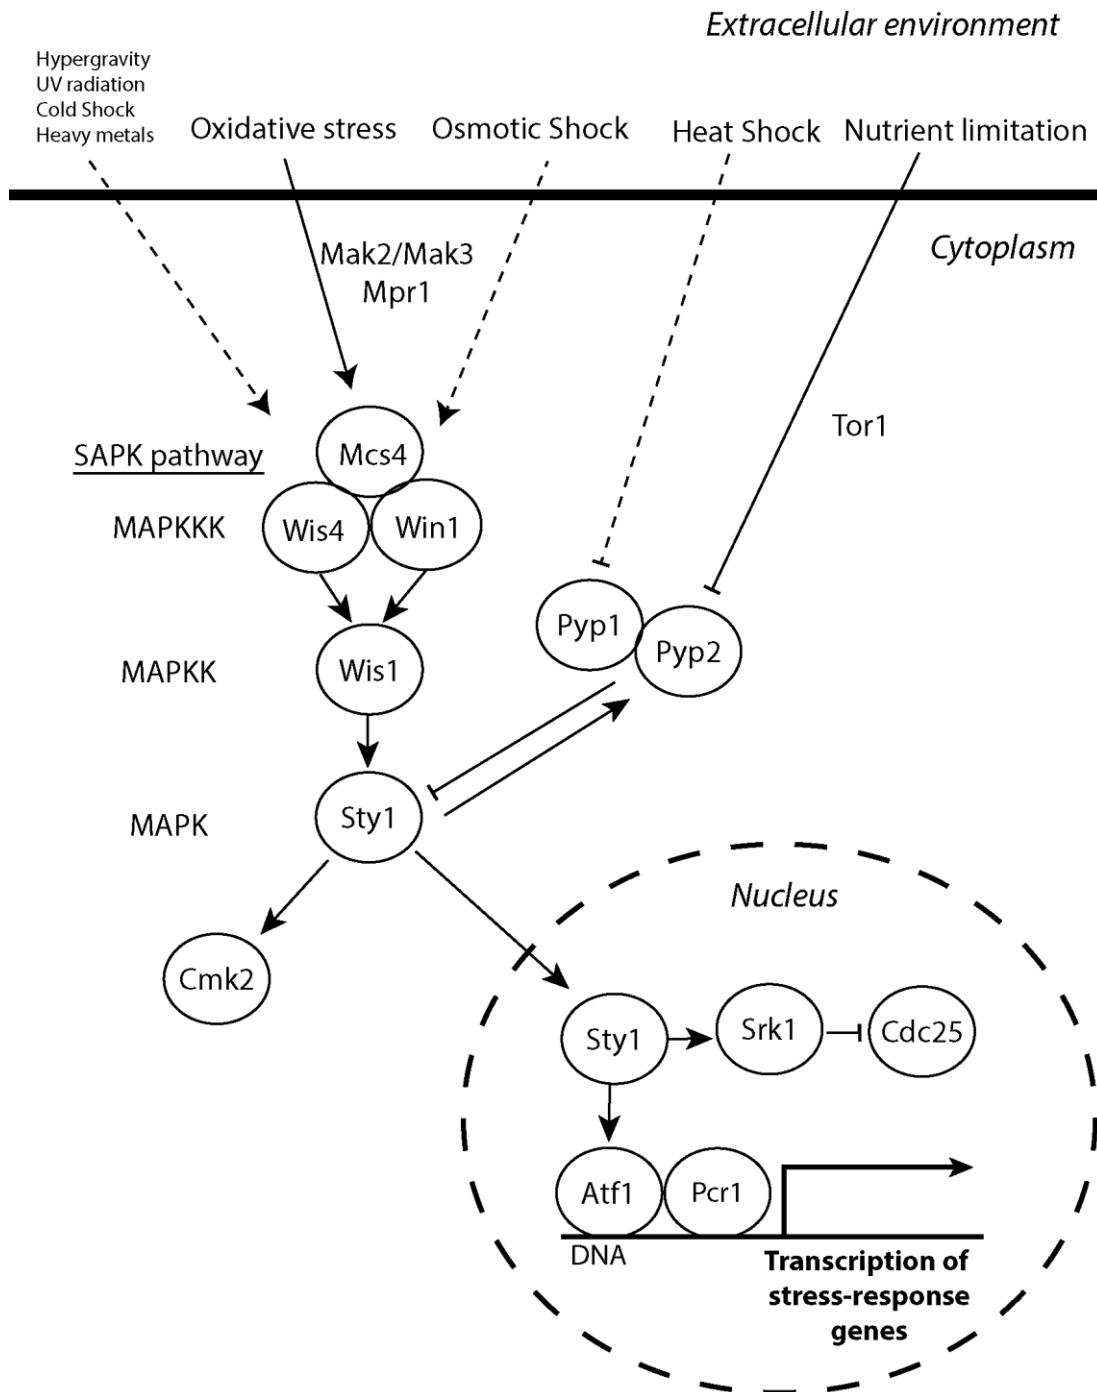 Extracellular environment
Hypergravity
UV radiation
Cold Shock
Heavy metals
Oxidative stress
Osmotic Shock
Heat Shock
Nutrient limitation
Cytoplasm
Mak2/Mak3
Mpr1
Tor1
SAPK pathway
Mcs4
MAPKKK
Wis4
Win1
Pyp1
Pyp2
MAPKK
Wis1
MAPK
Sty1
Nucleus
Cmk2
Sty1
Srk1
Cdc25
Atf1
Pcr1
DNA
Transcription of
stress-response
genes